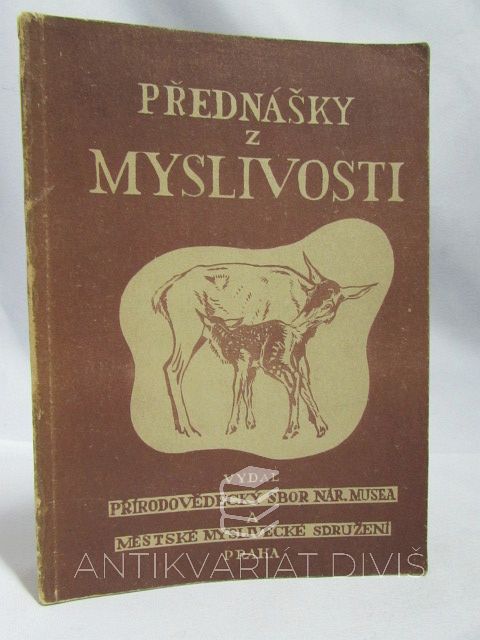 PŘEDNÁŠKY
z
MYSLIVOSTI
VYDAL
PŘÍRODOVĚDECKÝ SBOR NÁR. MUSEA
A
MĚSTSKÉ MYSLIVECKÉ SDRUŽENÍ
PRAHA
ANTIKVARIÁT DIVIŠ